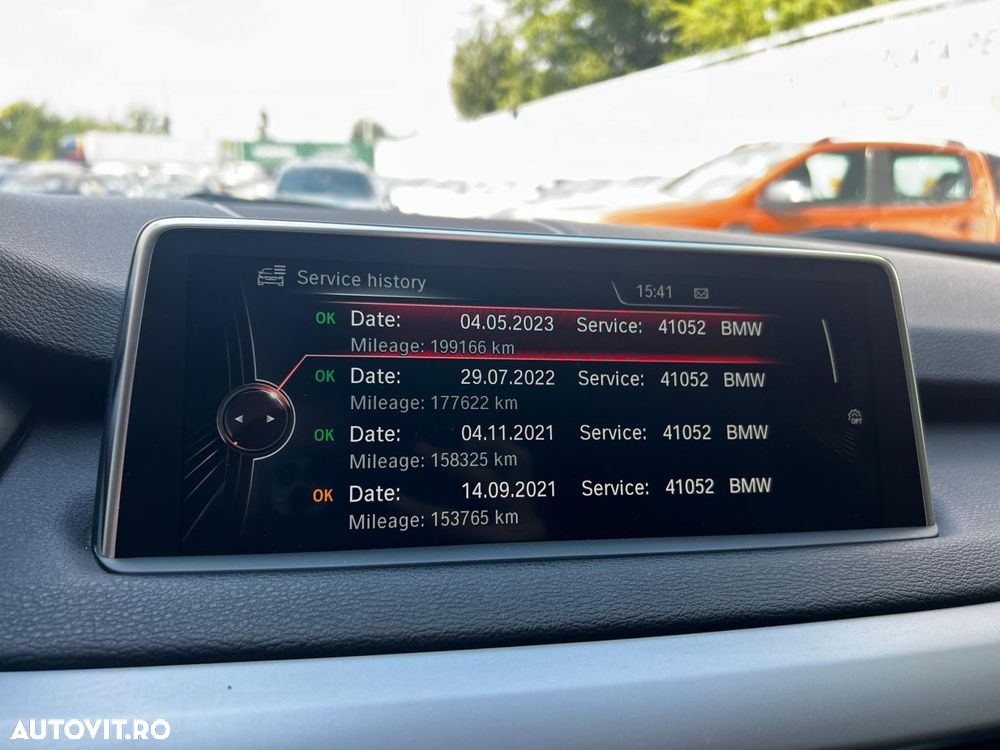 PIATA PE
Service history
15:41
OK Date: 04.05.2023 Service: 41052 BMW
Mileage: 199166 km
OK Date: 29.07.2022 Service: 41052 BMW
Mileage: 177622 km
OK Date: 04.11.2021 Service: 41052 BMW
Mileage: 158325 km
OPT
OK Date: 14.09.2021 Service: 41052 BMW
Mileage: 153765 km
AUTOVIT.RO